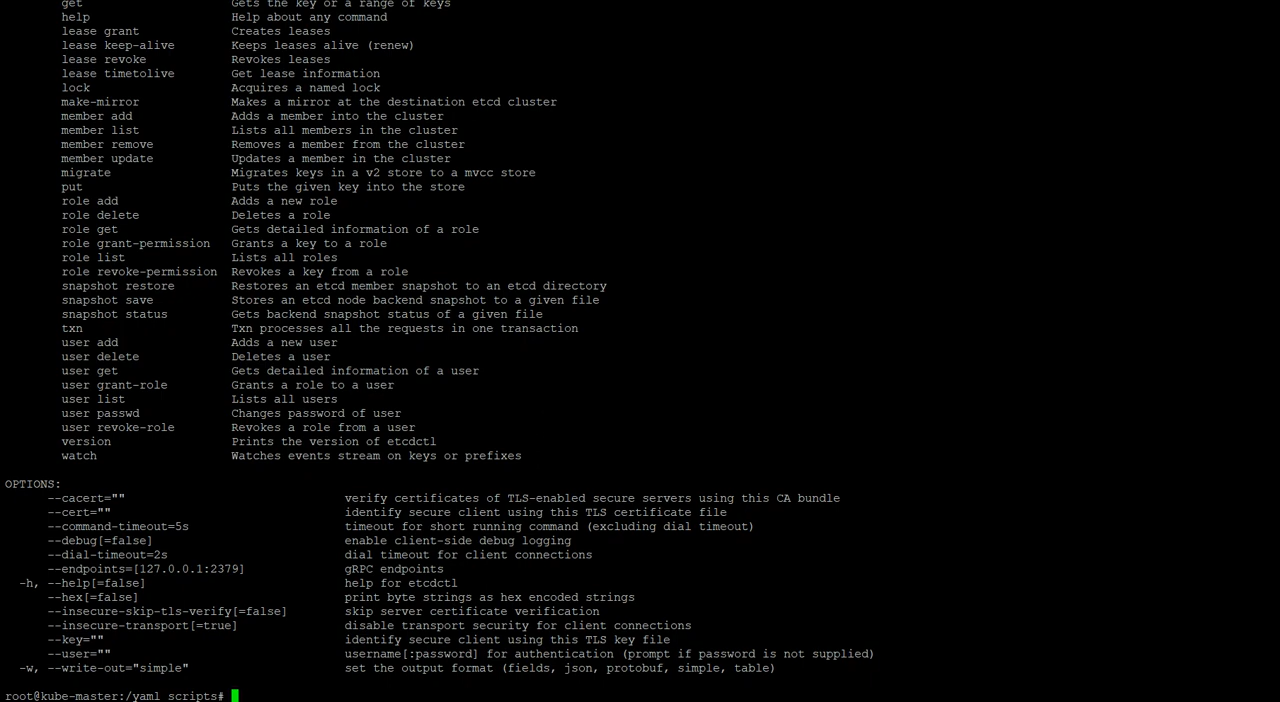 get Gets the key or a range of keys
help Help about any command
lease grant Creates leases
lease keep-alive Keeps leases alive (renew)
lease revoke Revokes leases
lease timetolive Get lease information
lock Acquires a named lock
make-mirror Makes a mirror at the destination etcd cluster
member add Adds a member into the cluster
member list Lists all members in the cluster
member remove Removes a member from the cluster
member update Updates a member in the cluster
migrate Migrates keys in a v2 store to a mvcc store
put Puts the given key into the store
role add Adds a new role
role delete Deletes a role
role get Gets detailed information of a role
role grant-permission Grants a key to a role
role list Lists all roles
role revoke-permission Revokes a key from a role
snapshot restore Restores an etcd member snapshot to an etcd directory
snapshot save Stores an etcd node backend snapshot to a given file
snapshot status Gets backend snapshot status of a given file
txn Txn processes all the requests in one transaction
user add Adds a new user
user delete Deletes a user
user get Gets detailed information of a user
user grant-role Grants a role to a user
user list Lists all users
user passwd Changes password of user
user revoke-role Revokes a role from a user
version Prints the version of etcdctl
watch Watches events stream on keys or prefixes
OPTIONS:
--cacert="" verify certificates of TLS-enabled secure servers using this CA bundle
--cert="" identify secure client using this TLS certificate file
--command-timeout=5s timeout for short running command (excluding dial timeout)
--debug[=false] enable client-side debug logging
--dial-timeout=2s dial timeout for client connections
--endpoints=[127.0.0.1:2379] gRPC endpoints
-h, --help[=false] help for etcdctl
--hex[=false] print byte strings as hex encoded strings
--insecure-skip-tls-verify[=false] skip server certificate verification
--insecure-transport[=true] disable transport security for client connections
--key="" identify secure client using this TLS key file
--user="" username[:password] for authentication (prompt if password is not supplied)
-w, --write-out="simple" set the output format (fields, json, protobuf, simple, table)
root@kube-master:/yaml scripts#